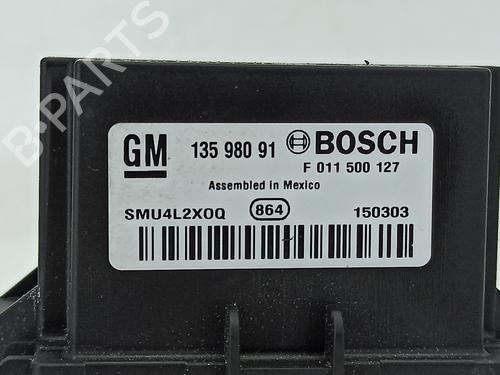 B-PARTS
GM 135 980 91 BOSCH
F 011 500 127
Assembled in Mexico
SMU4L2X0Q 864 150303